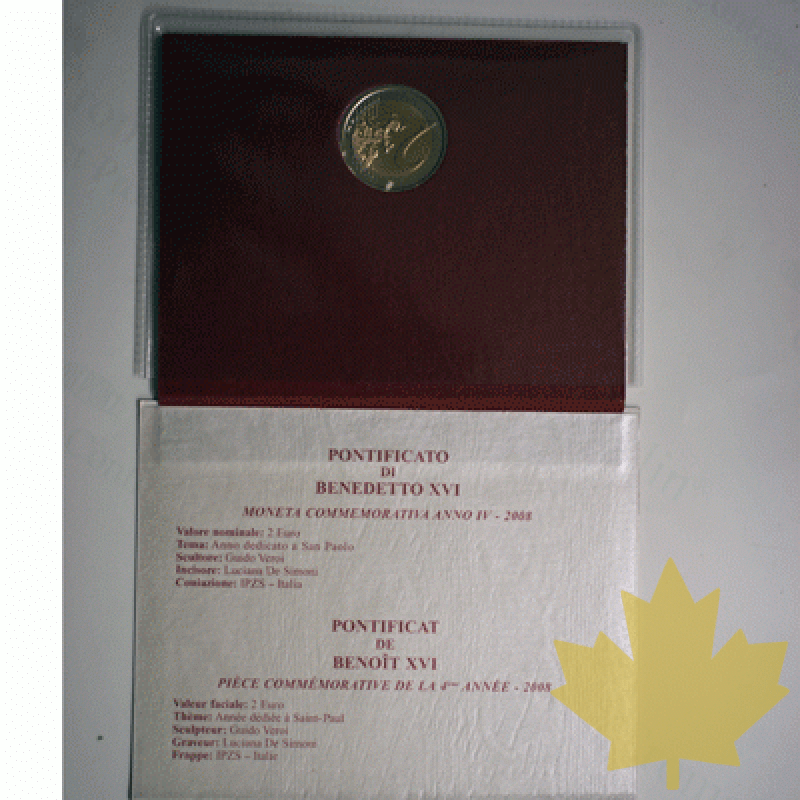 PONTIFICATO
DI
BENEDETTO XVI
MONETA COMMEMORATIVA ANNO IV - 2008
Valore nominale: 2 Euro
Tema: Anno dedicato a San Paolo
Scultore: Guido Veroi
Incisore: Luciana De Simoni
Coniazione: IPZS – Italia
PONTIFICAT
DE
BENOÎT XVI
PIÈCE COMMÉMORATIVE DE LA 4ème ANNÉE - 2008
Valeur faciale: 2 Euro
Thème: Année dédiée à Saint-Paul
Sculpteur: Guido Veroi
Graveur: Luciana De Simoni
Frappe: IPZS – Italie